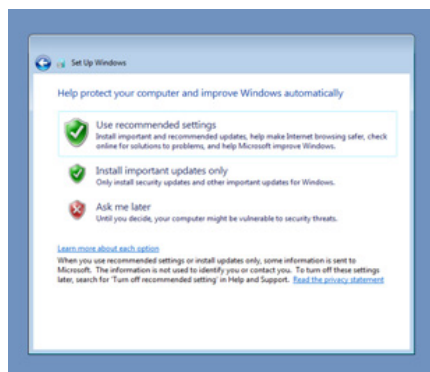 Set Up Windows
Help protect your computer and improve Windows automatically
Use recommended settings
Install important and recommended updates, help make Internet browsing safer, check
online for solutions to problems, and help Microsoft improve Windows.
Install important updates only
Only install security updates and other important updates for Windows.
Ask me later
Until you decide, your computer might be vulnerable to security threats.
Learn more about each option
When you use recommended settings or install updates only, some information is sent to
Microsoft. The information is not used to identify you or contact you. To turn off these settings
later, search for 'Turn off recommended setting' in Help and Support. Read the privacy statement